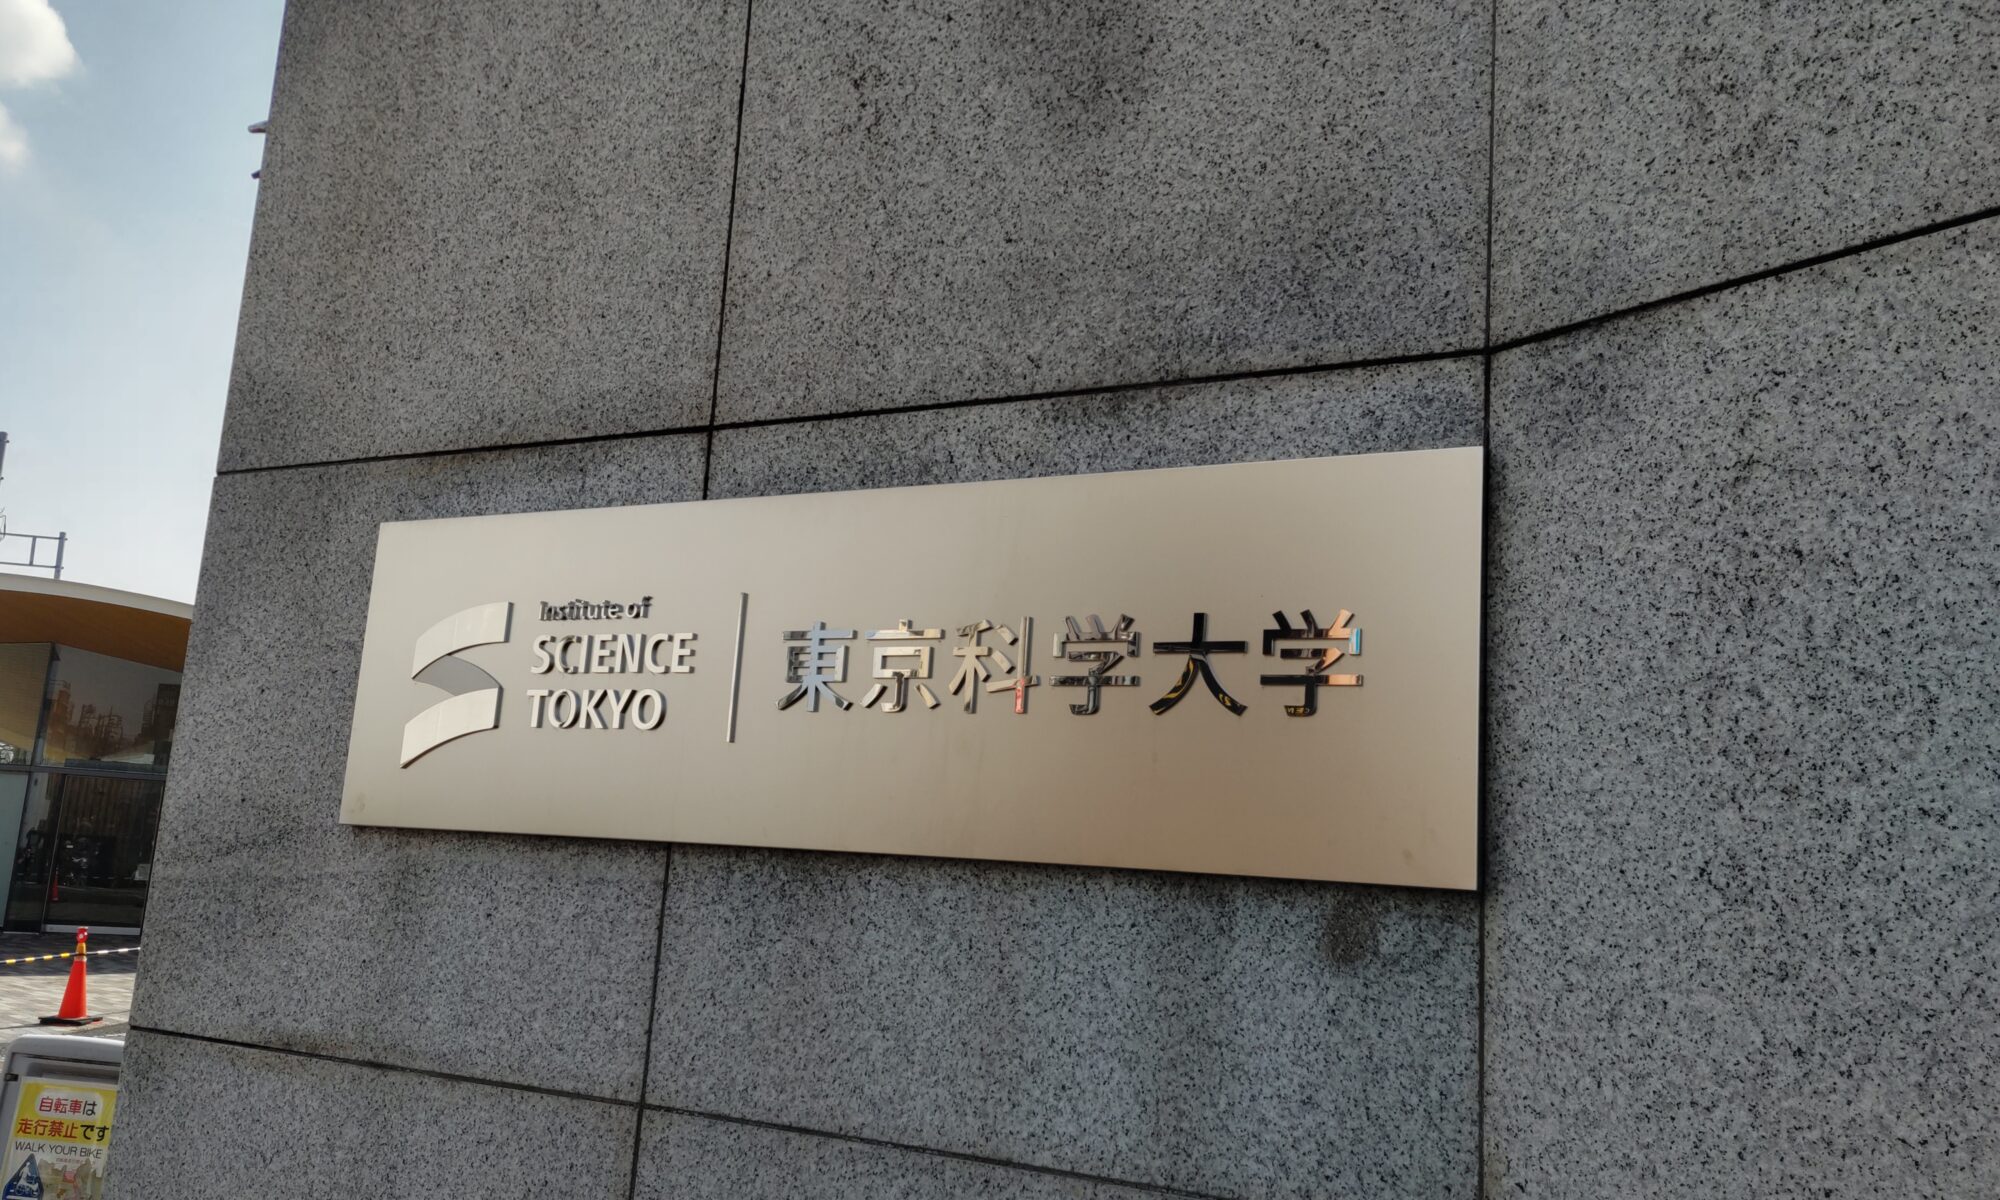 Institute of
SCIENCE
TOKYO
東京科学大学
自転車は
走行禁止です
WALK YOUR BIKE